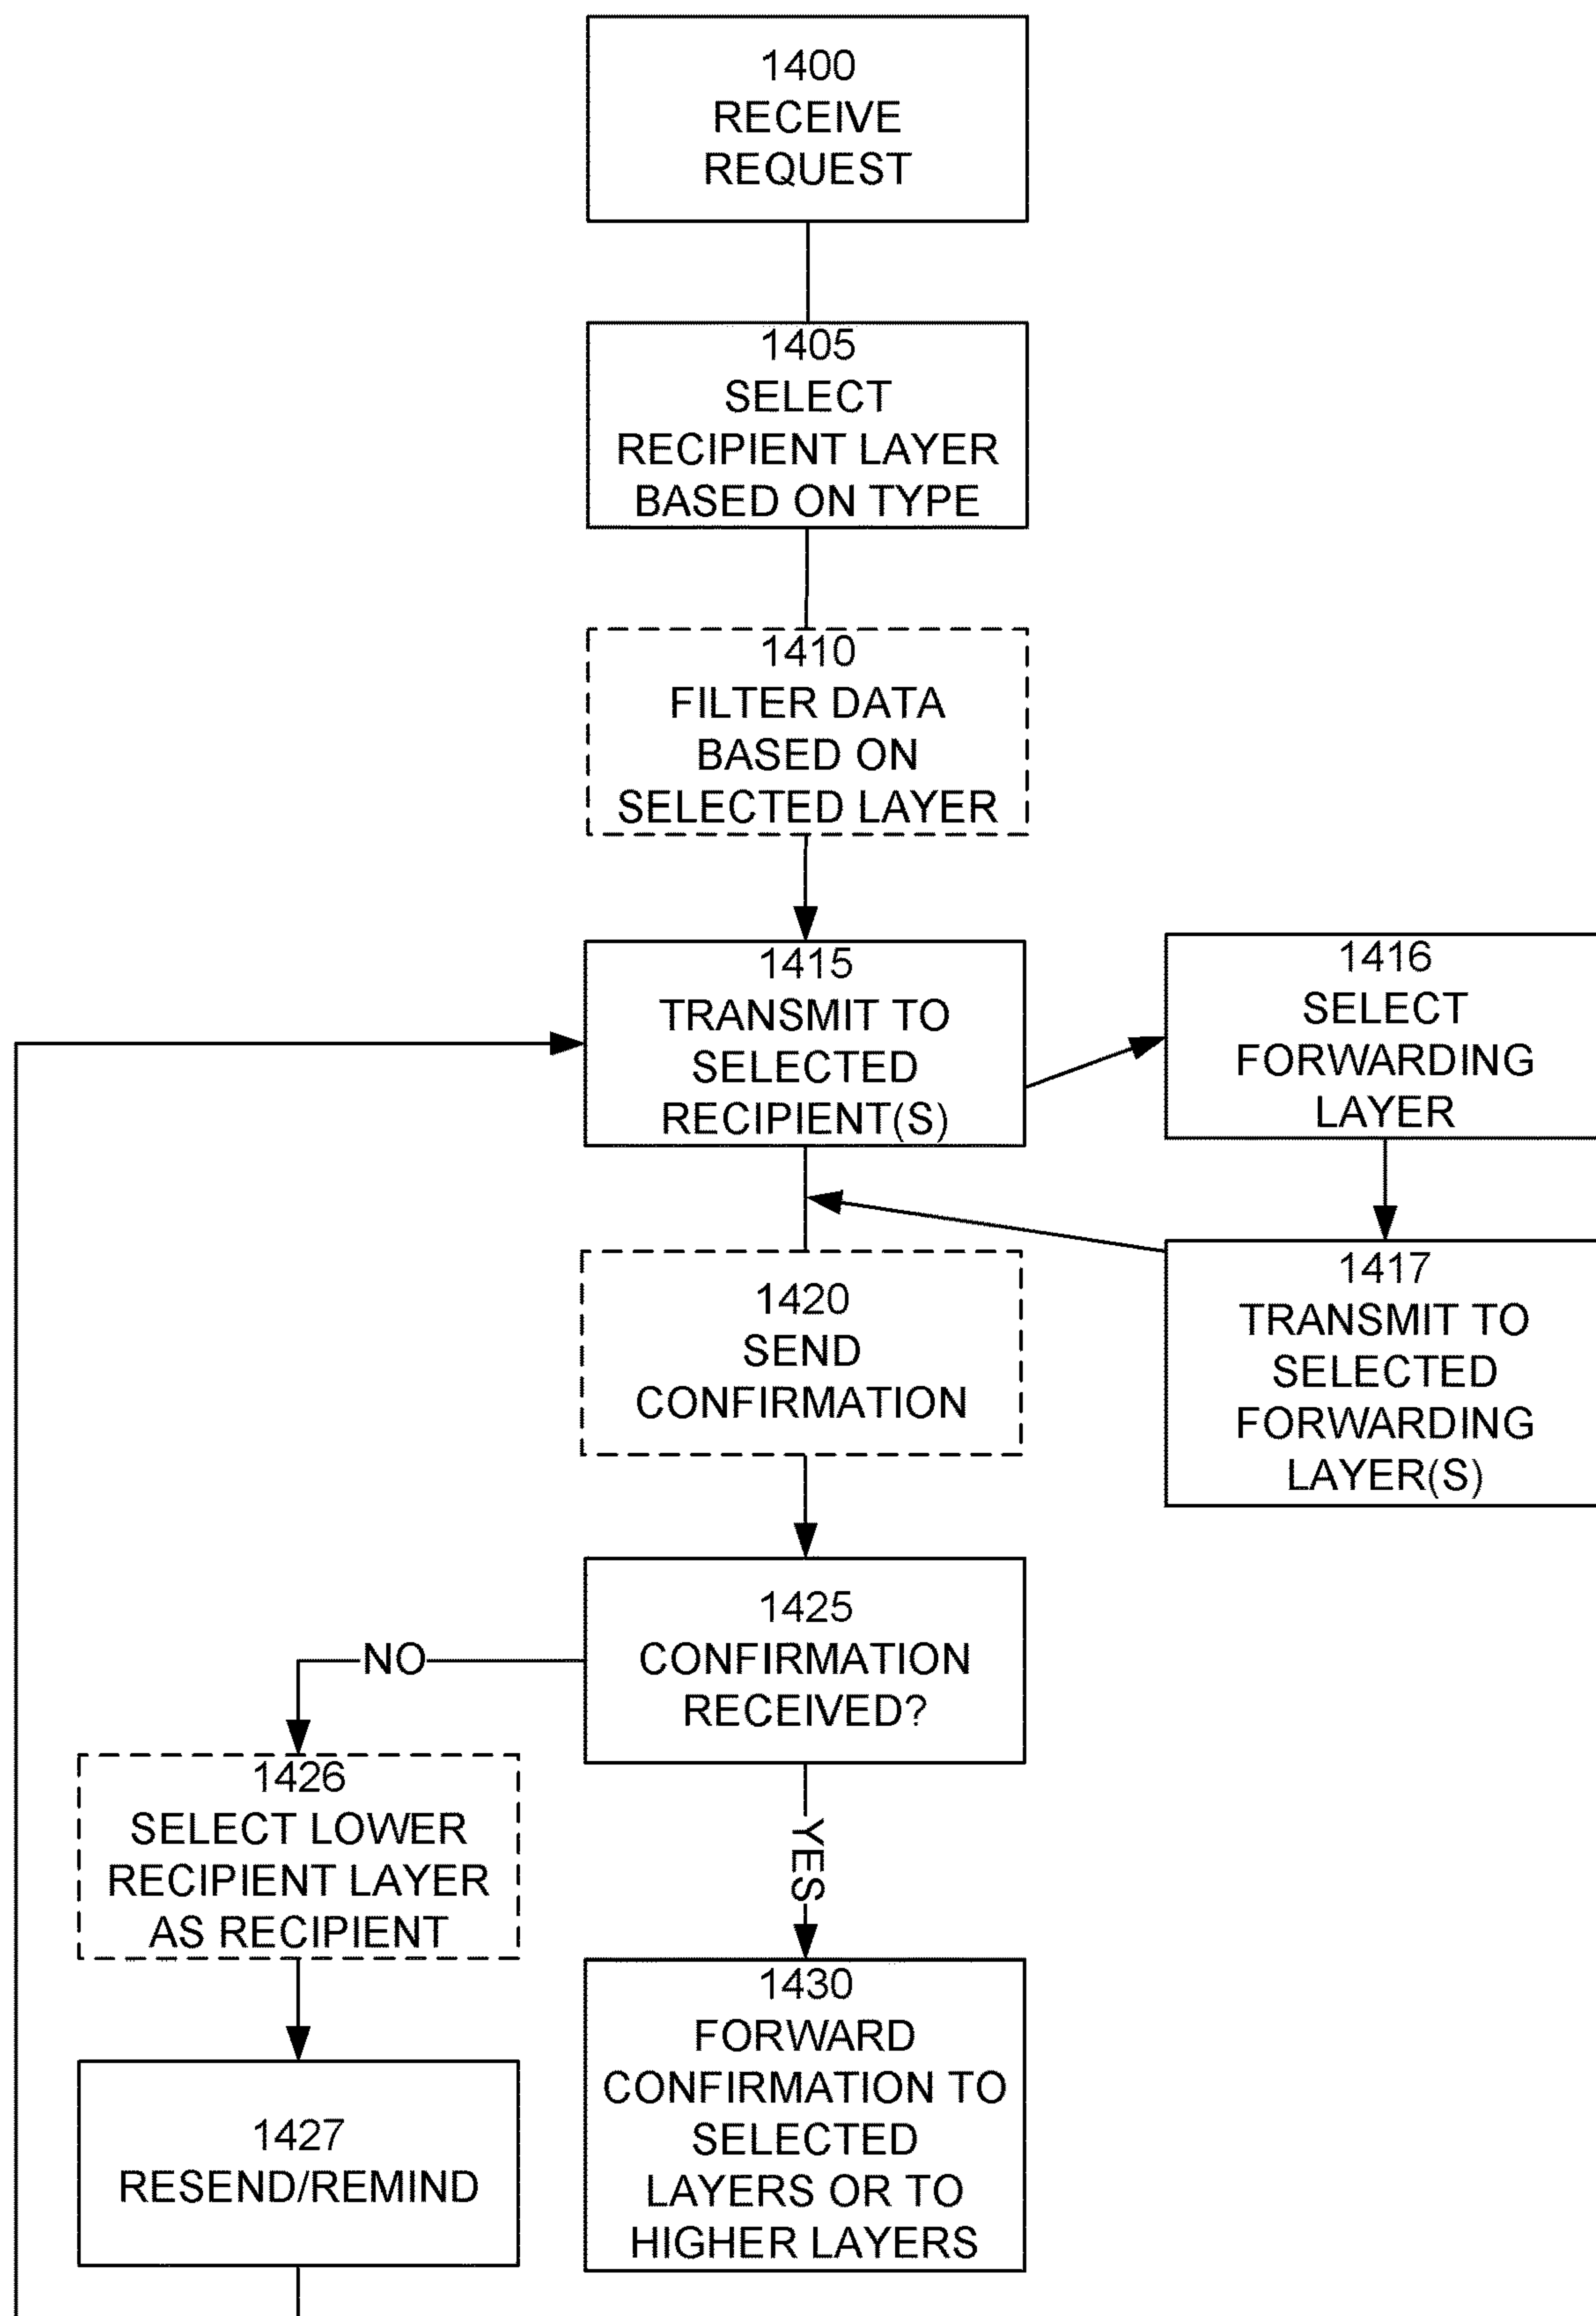 1400
RECEIVE
REQUEST
1405
SELECT
RECIPIENT LAYER
BASED ON TYPE
1410
FILTER DATA
BASED ON
SELECTED LAYER
1415
TRANSMIT TO
SELECTED
RECIPIENT(S)
1416
SELECT
FORWARDING
LAYER
1417
TRANSMIT TO
SELECTED
FORWARDING
LAYER(S)
1420
SEND
CONFIRMATION
1425
CONFIRMATION
RECEIVED?
NO
1426
SELECT LOWER
RECIPIENT LAYER
AS RECIPIENT
1427
RESEND/REMIND
YES
1430
FORWARD
CONFIRMATION TO
SELECTED
LAYERS OR TO
HIGHER LAYERS